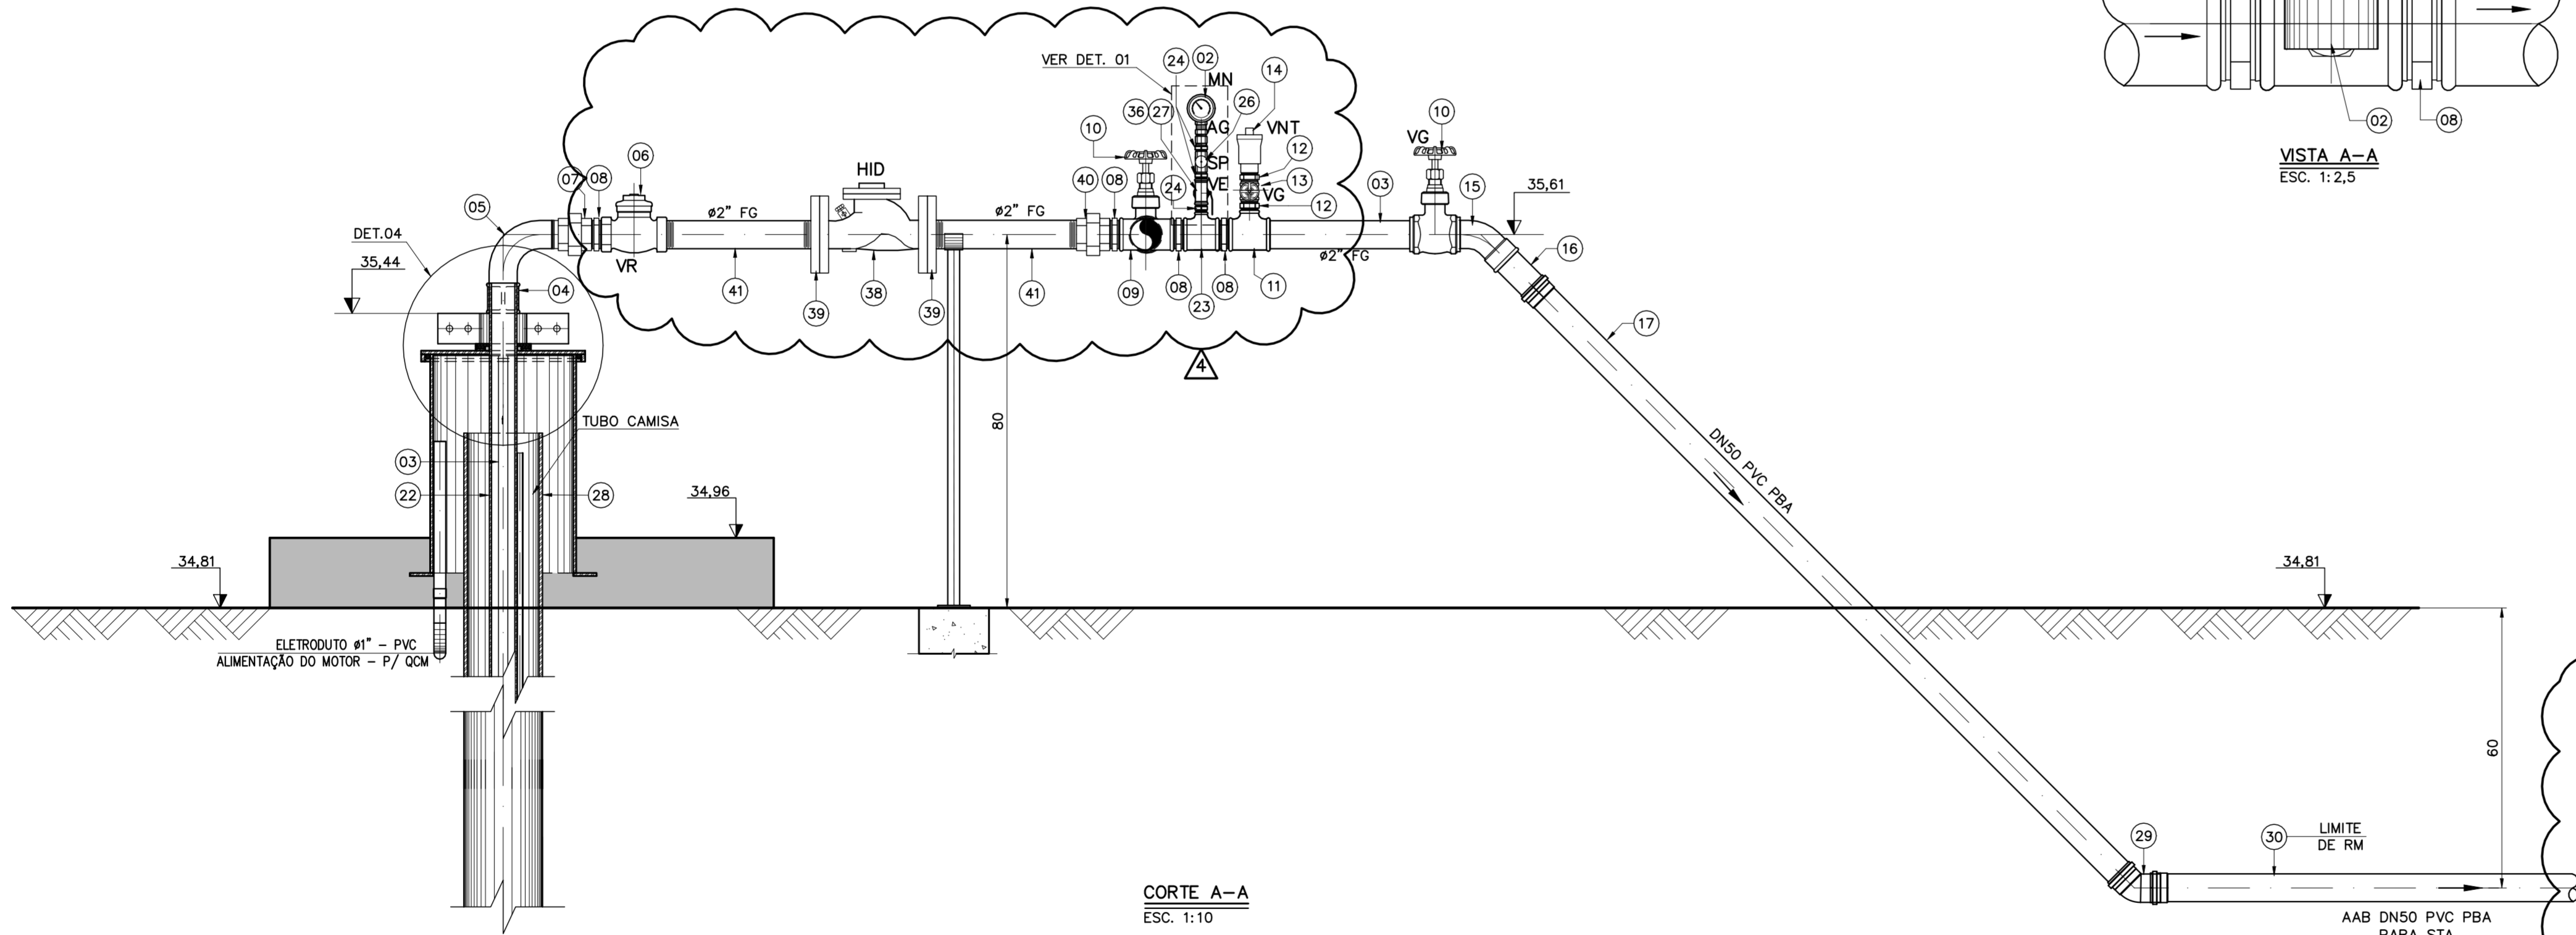 02
08
VISTA A-A
ESC. 1:2,5
VER DET. 01
24
02
MN
14
36
27
26
10
AG
VNT
12
SP
13
VE
VG
24
12
VG
10
06
HID
07
08
40
08
03
15
35,61
05
ø2" FG
ø2" FG
ø2" FG
16
DET.04
35,44
VR
04
41
39
38
39
41
09
08
23
08
11
4
17
TUBO CAMISA
80
DN50 PVC PBA
03
22
28
34,96
34,81
34,81
ELETRODUTO ø1" - PVC
ALIMENTAÇÃO DO MOTOR - P/ QCM
60
29
30
LIMITE
DE RM
CORTE A-A
ESC. 1:10
AAB DN50 PVC PBA
PARA STA